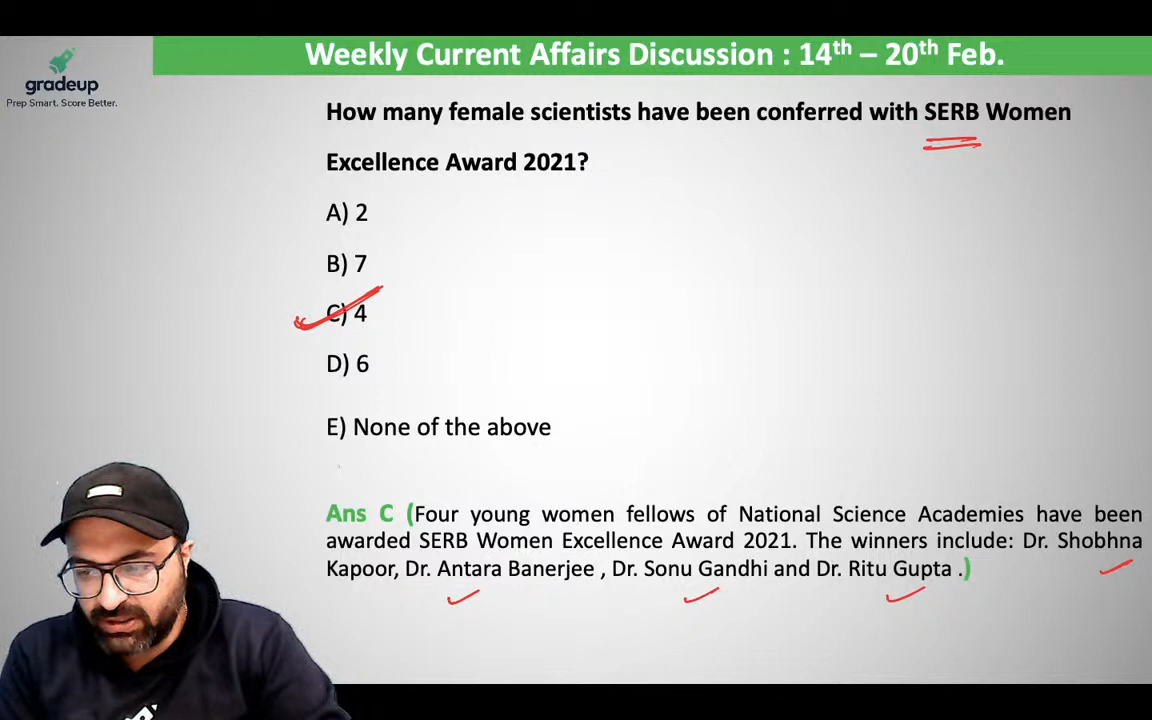 Weekly Current Affairs Discussion : 14th – 20th Feb.
gradeup
Prep Smart. Score Better.
How many female scientists have been conferred with SERB Women
Excellence Award 2021?
A) 2
B) 7
C) 4
D) 6
E) None of the above
Ans C (Four young women fellows of National Science Academies have been
awarded SERB Women Excellence Award 2021. The winners include: Dr. Shobhna
Kapoor, Dr. Antara Banerjee , Dr. Sonu Gandhi and Dr. Ritu Gupta .)